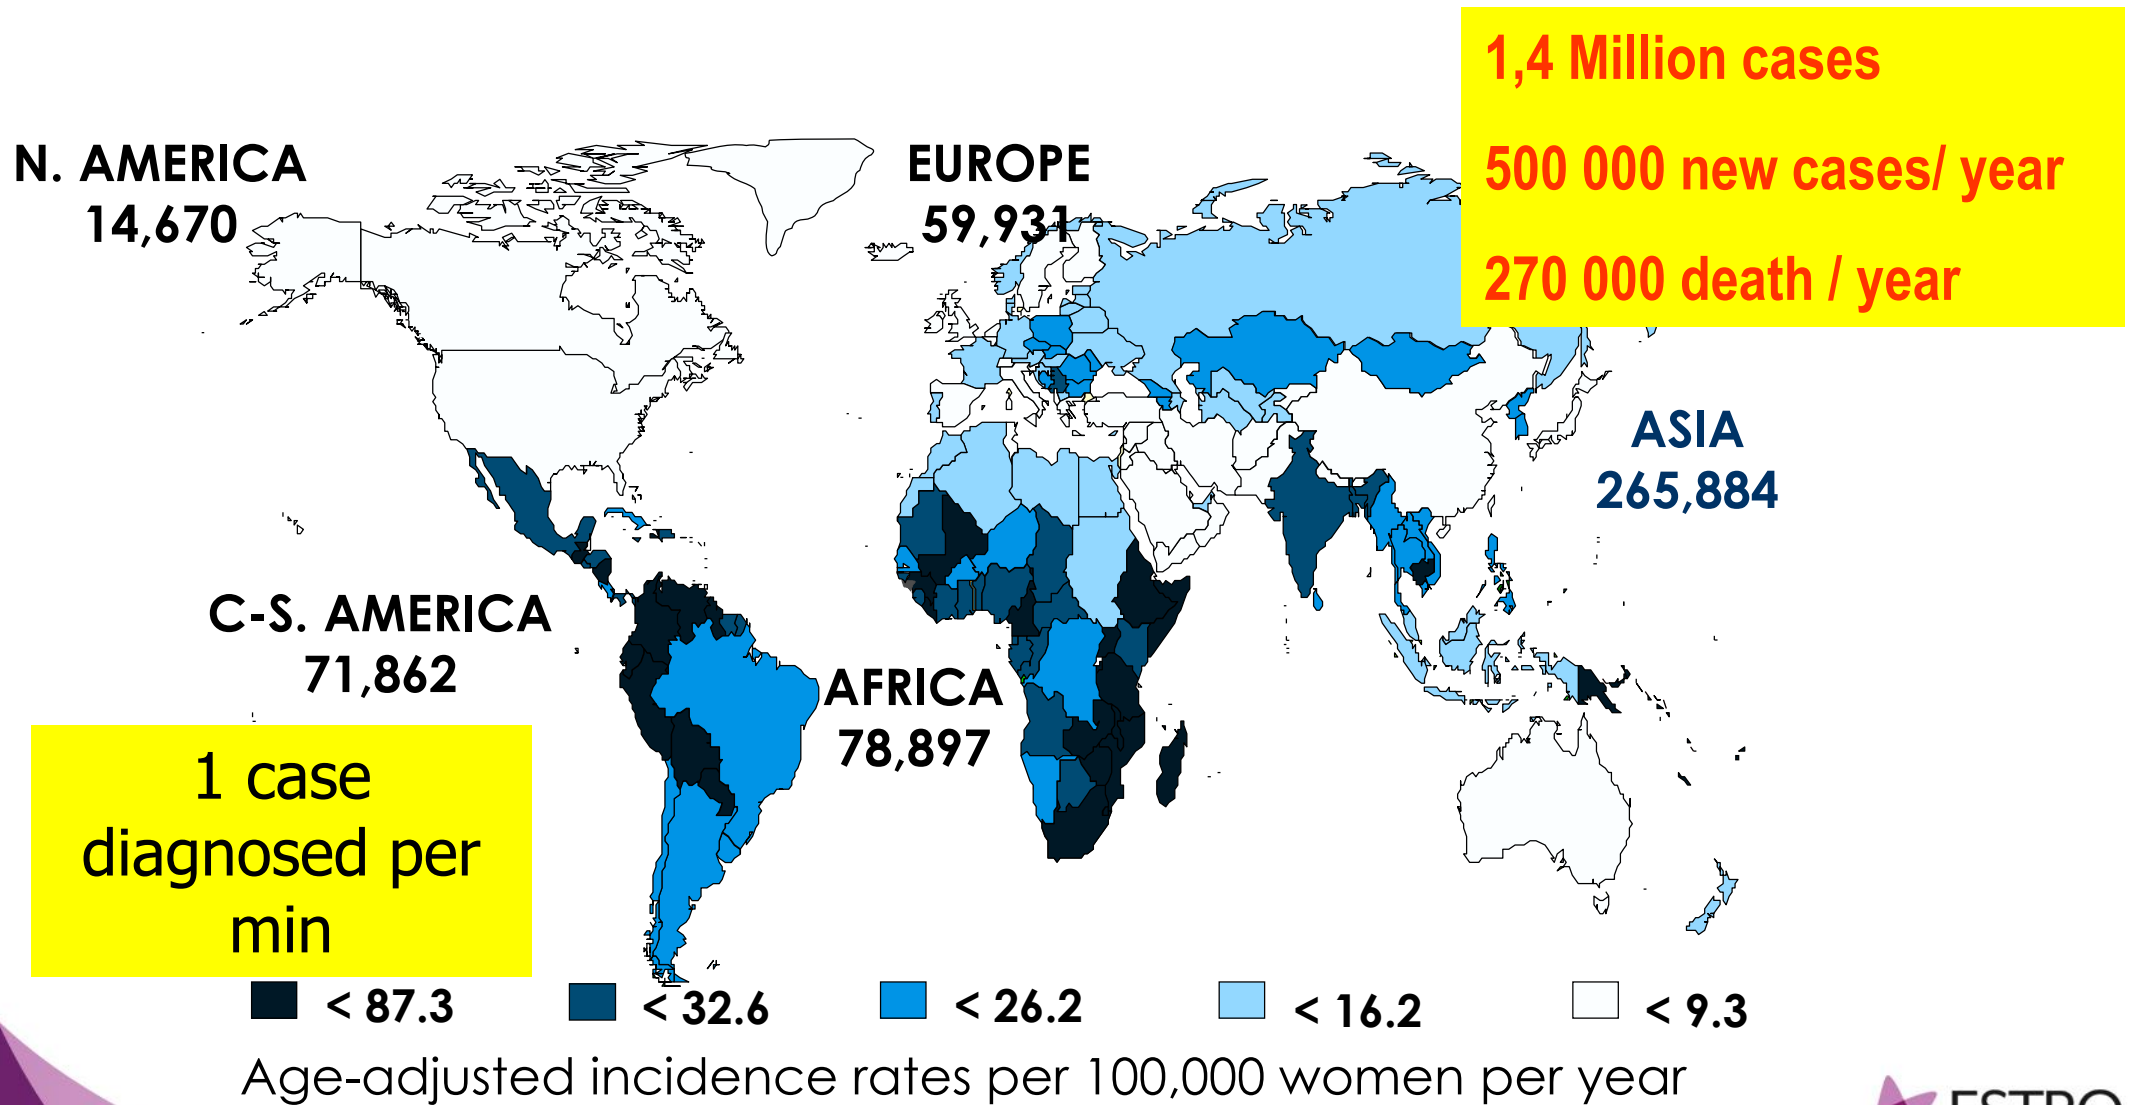 1,4 Million cases
500 000 new cases/ year
270 000 death / year
N. AMERICA
14,670
EUROPE
59,931
ASIA
265,884
C-S. AMERICA
71,862
AFRICA
78,897
1 case
diagnosed per
min
< 87.3
< 32.6
< 26.2
< 16.2
< 9.3
Age-adjusted incidence rates per 100,000 women per year
ESTRO